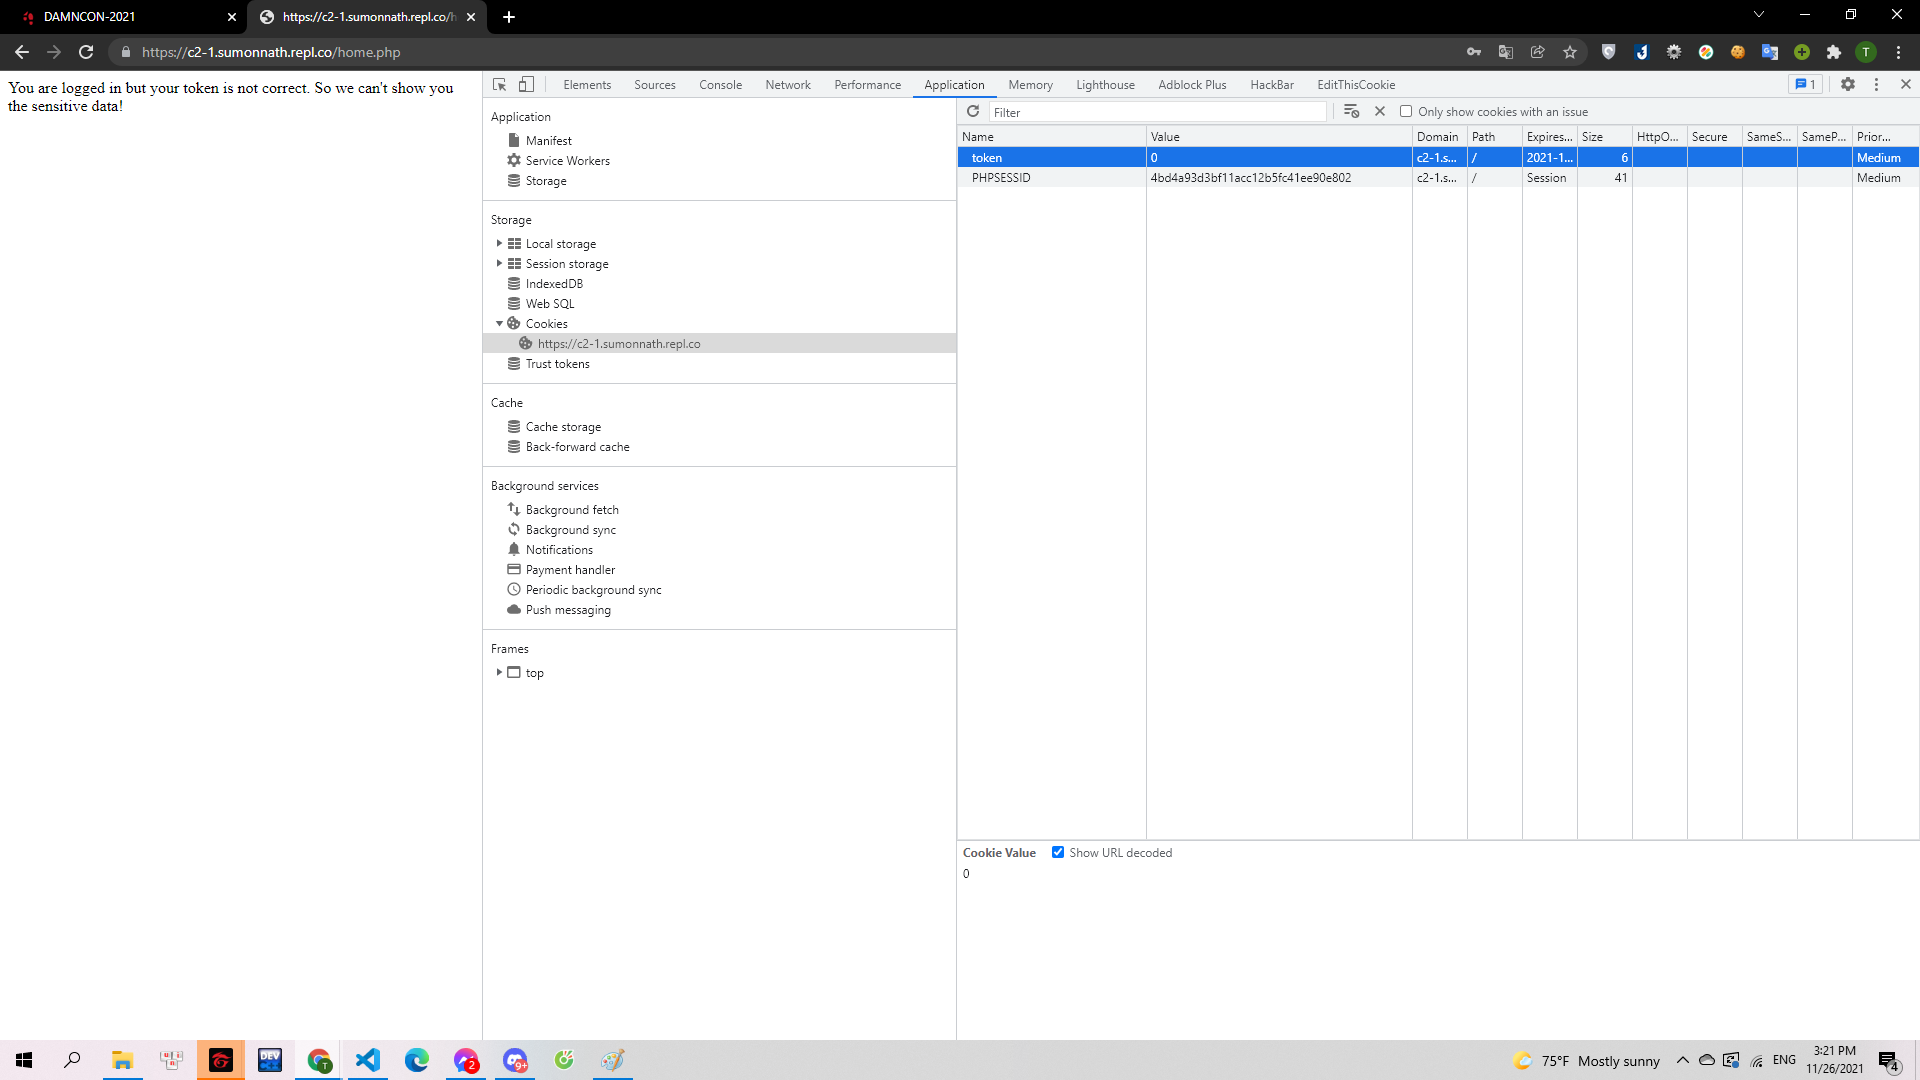 DAMNCON-2021
https://c2-1.sumonnath.repl.co/h
https://c2-1.sumonnath.repl.co/home.php
T
You are logged in but your token is not correct. So we can't show you
the sensitive data!
Elements Sources Console Network Performance Application Memory Lighthouse Adblock Plus HackBar EditThisCookie 1
Application
Manifest
Service Workers
Storage
Storage
Local storage
Session storage
IndexedDB
Web SQL
Cookies
https://c2-1.sumonnath.repl.co
Trust tokens
Cache
Cache storage
Back-forward cache
Background services
Background fetch
Background sync
Notifications
Payment handler
Periodic background sync
Push messaging
Frames
top
Filter Only show cookies with an issue
Name Value Domain Path Expires... Size HttpO... Secure SameS... SameP... Prior...
token 0 c2-1.s... / 2021-1... 6 Medium
PHPSESSID 4bd4a93d3bf11acc12b5fc41ee90e802 c2-1.s... / Session 41 Medium
Cookie Value Show URL decoded
0
DEV
T
2
9+
75°F Mostly sunny
ENG
3:21 PM
11/26/2021
4